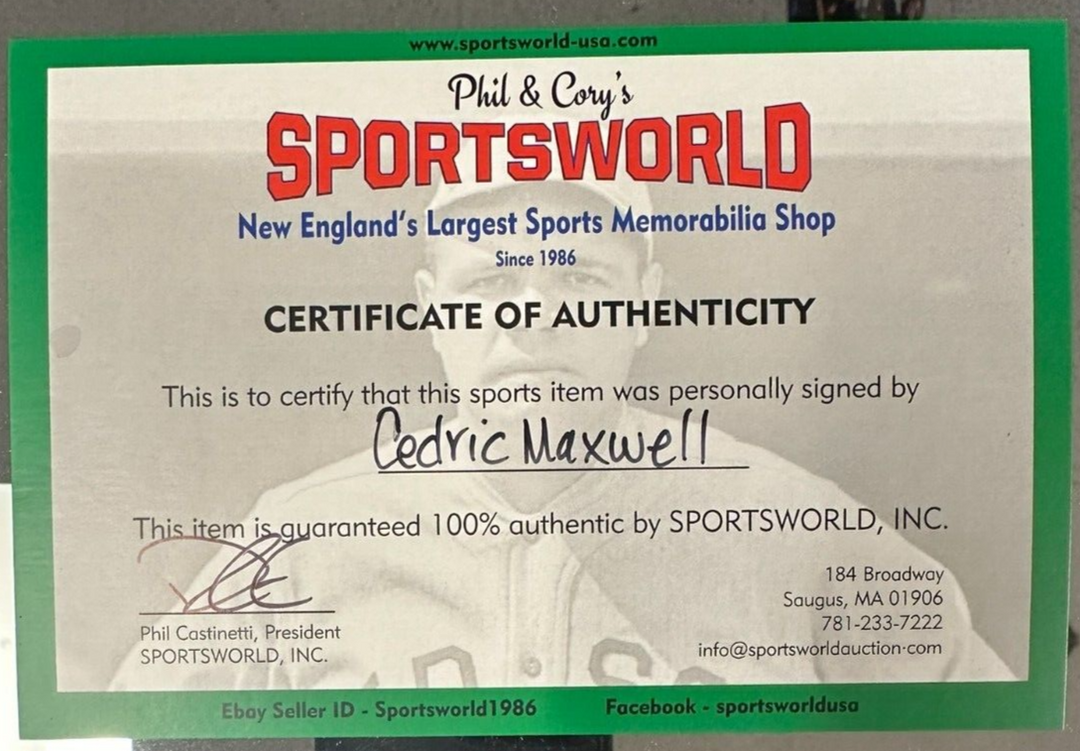 www.sportsworld-usa.com
Phil & Cory's
SPORTSWORLD
New England's Largest Sports Memorabilia Shop
Since 1986
CERTIFICATE OF AUTHENTICITY
This is to certify that this sports item was personally signed by
Cedric Maxwell
This item is guaranteed 100% authentic by SPORTSWORLD, INC.
184 Broadway
Saugus, MA 01906
781-233-7222
info@sportsworldauction·com
Phil Castinetti, President
SPORTSWORLD, INC.
Ebay Seller ID - Sportsworld1986
Facebook - sportsworldusa